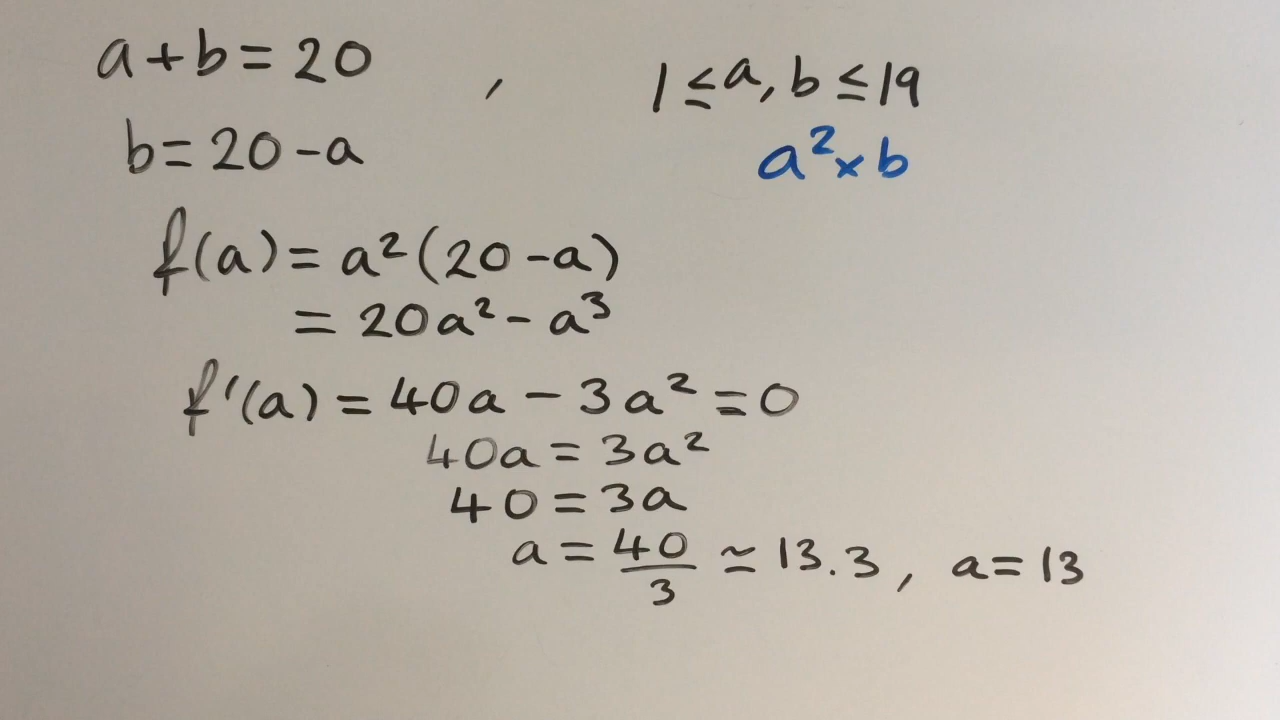 a+b=20 , 1≤a,b≤19
b=20-a a²×b
f(a)=a²(20-a)
=20a²-a³
f'(a)=40a-3a²=0
40a=3a²
40=3a
a=40/3≃13.3, a=13